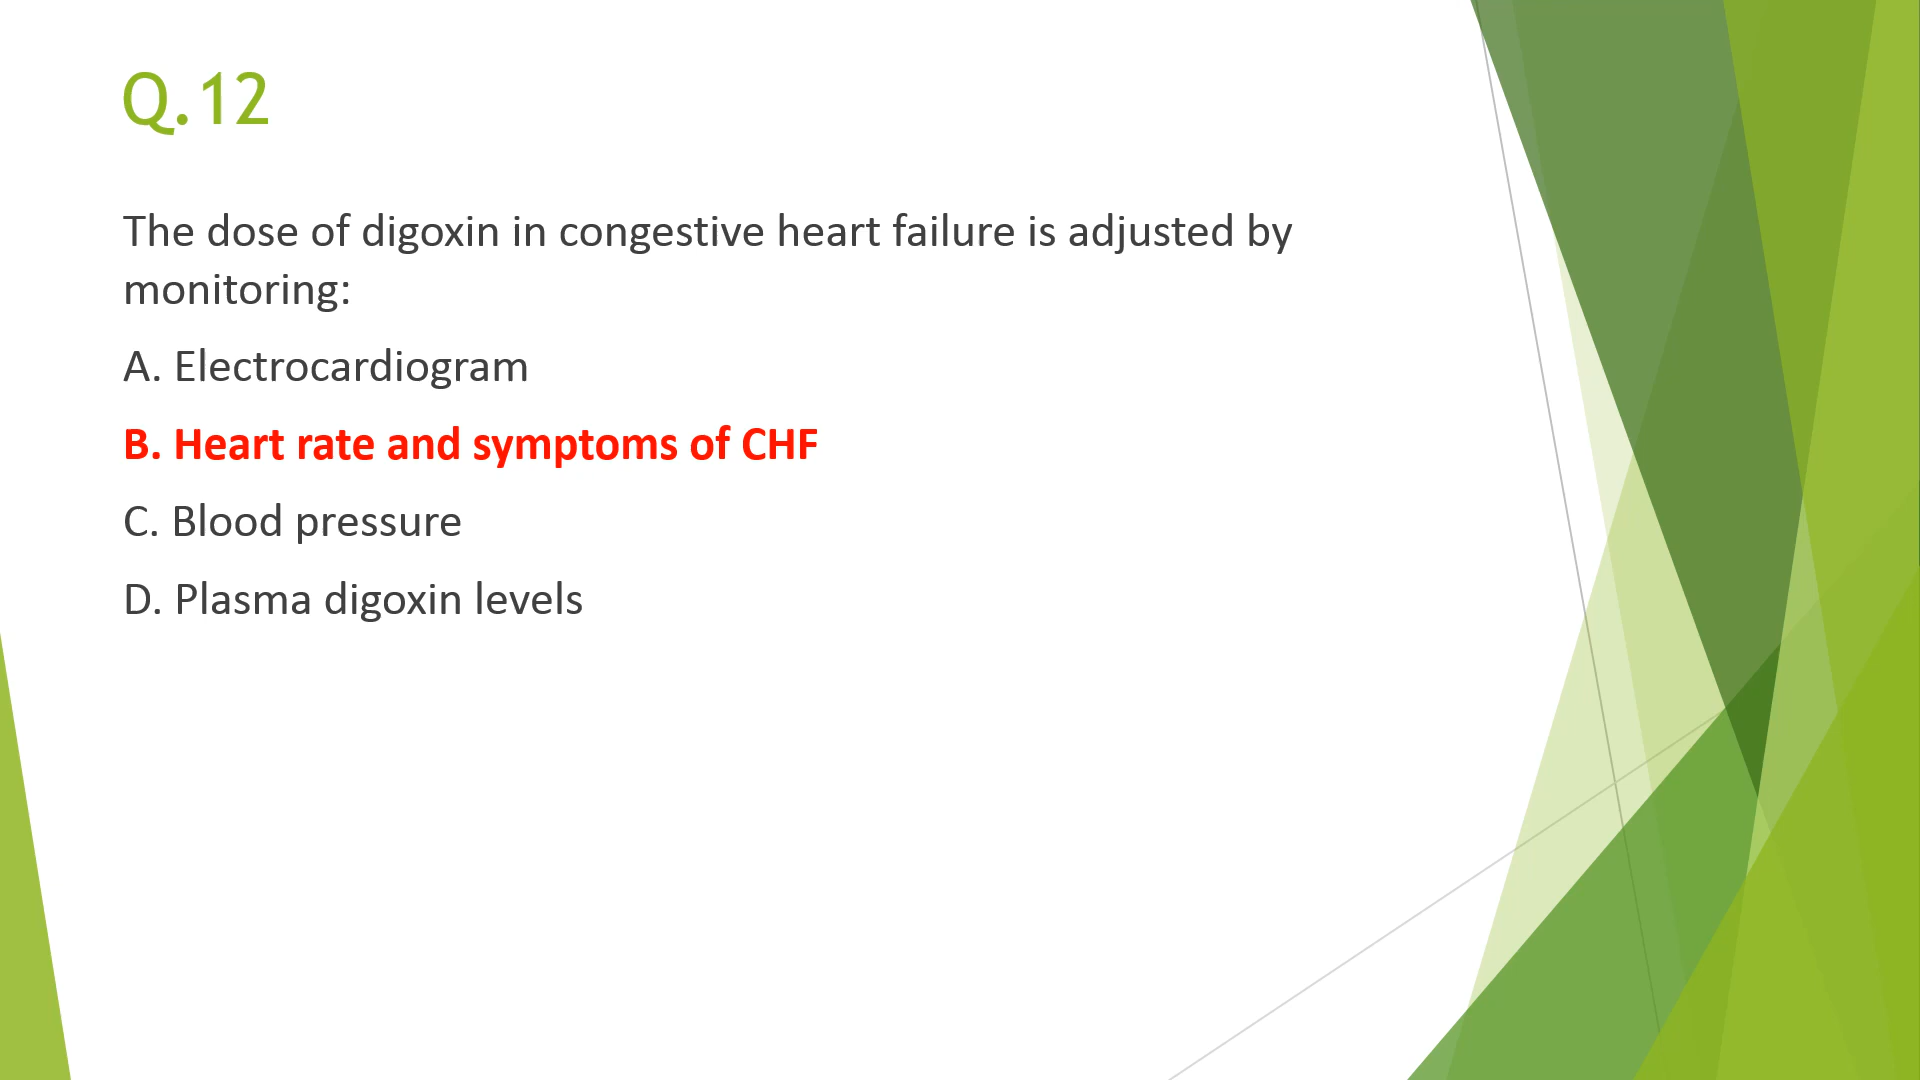 Q.12
The dose of digoxin in congestive heart failure is adjusted by
monitoring:
A. Electrocardiogram
B. Heart rate and symptoms of CHF
C. Blood pressure
D. Plasma digoxin levels